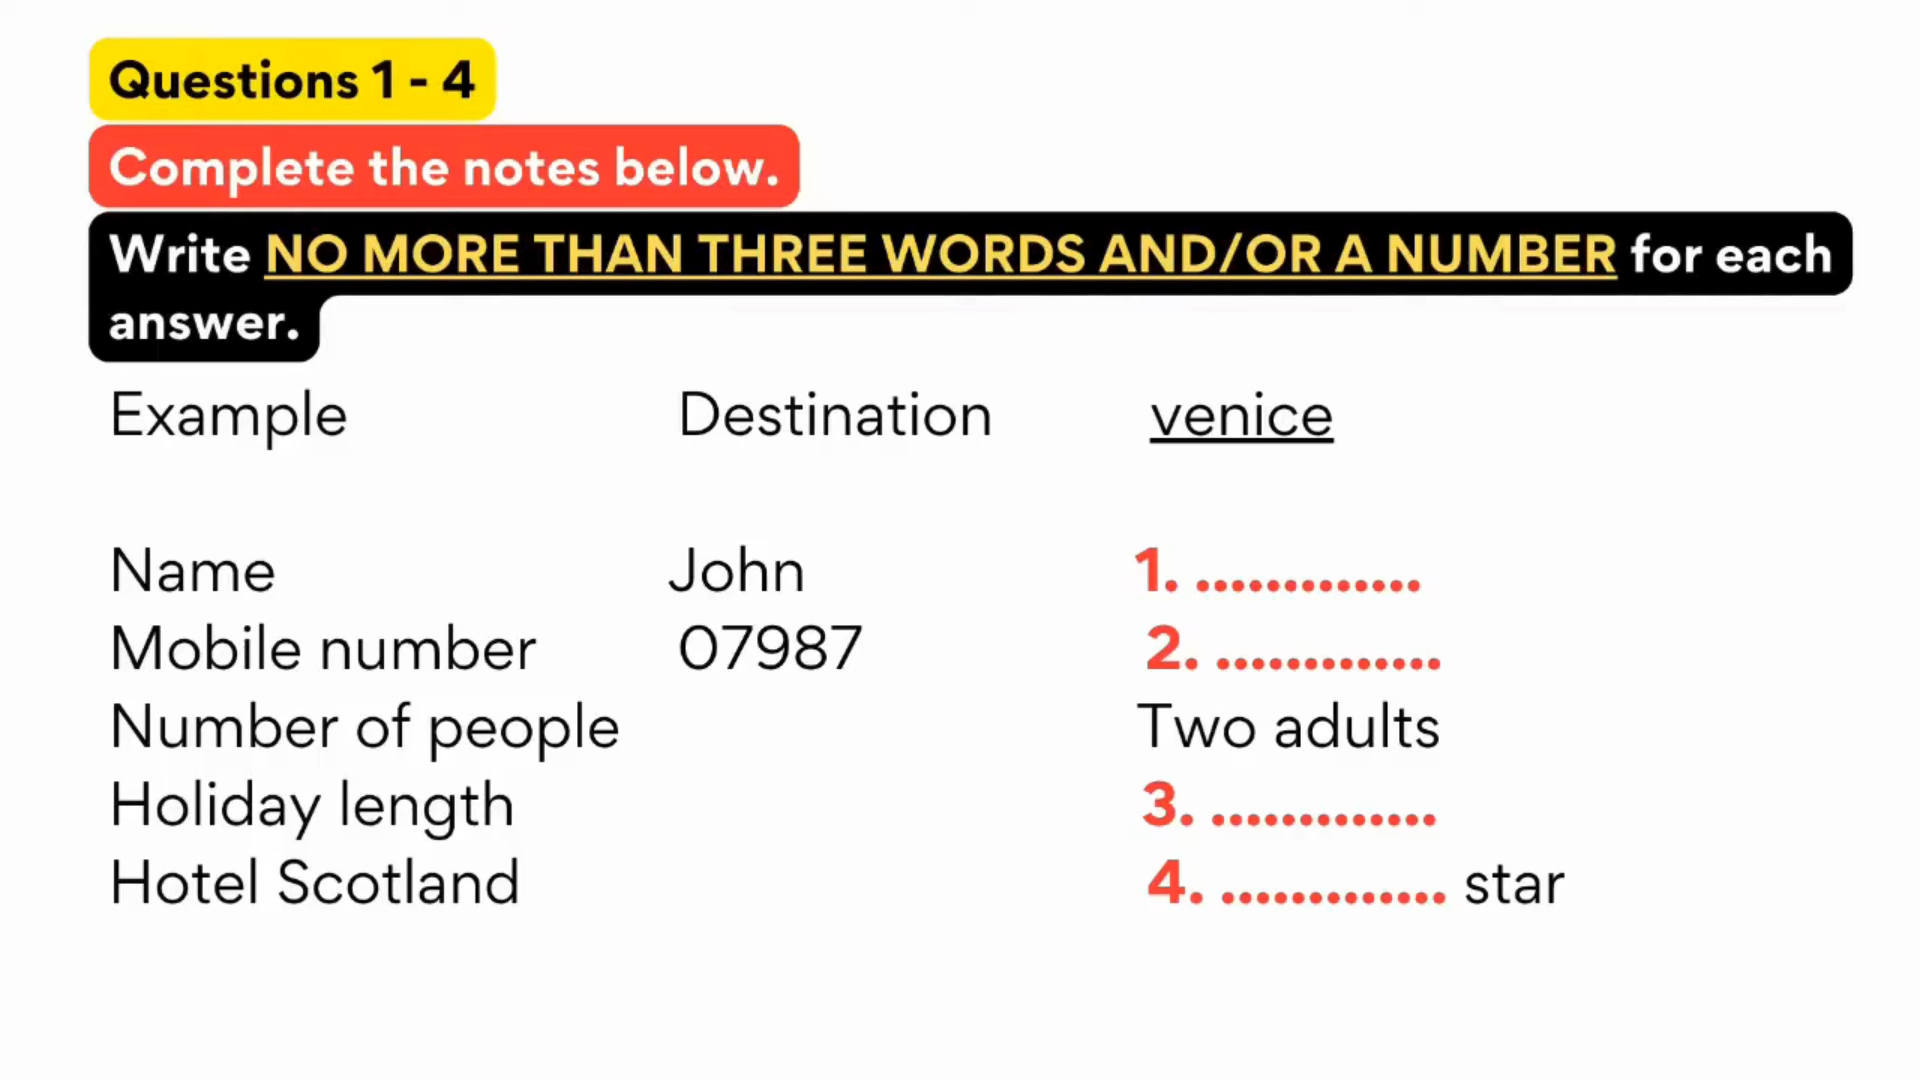 Questions 1 - 4
Complete the notes below.
Write NO MORE THAN THREE WORDS AND/OR A NUMBER for each
answer.
Example Destination venice
Name John 1. .............
Mobile number 07987 2. .............
Number of people Two adults
Holiday length 3. .............
Hotel Scotland 4. ............. star